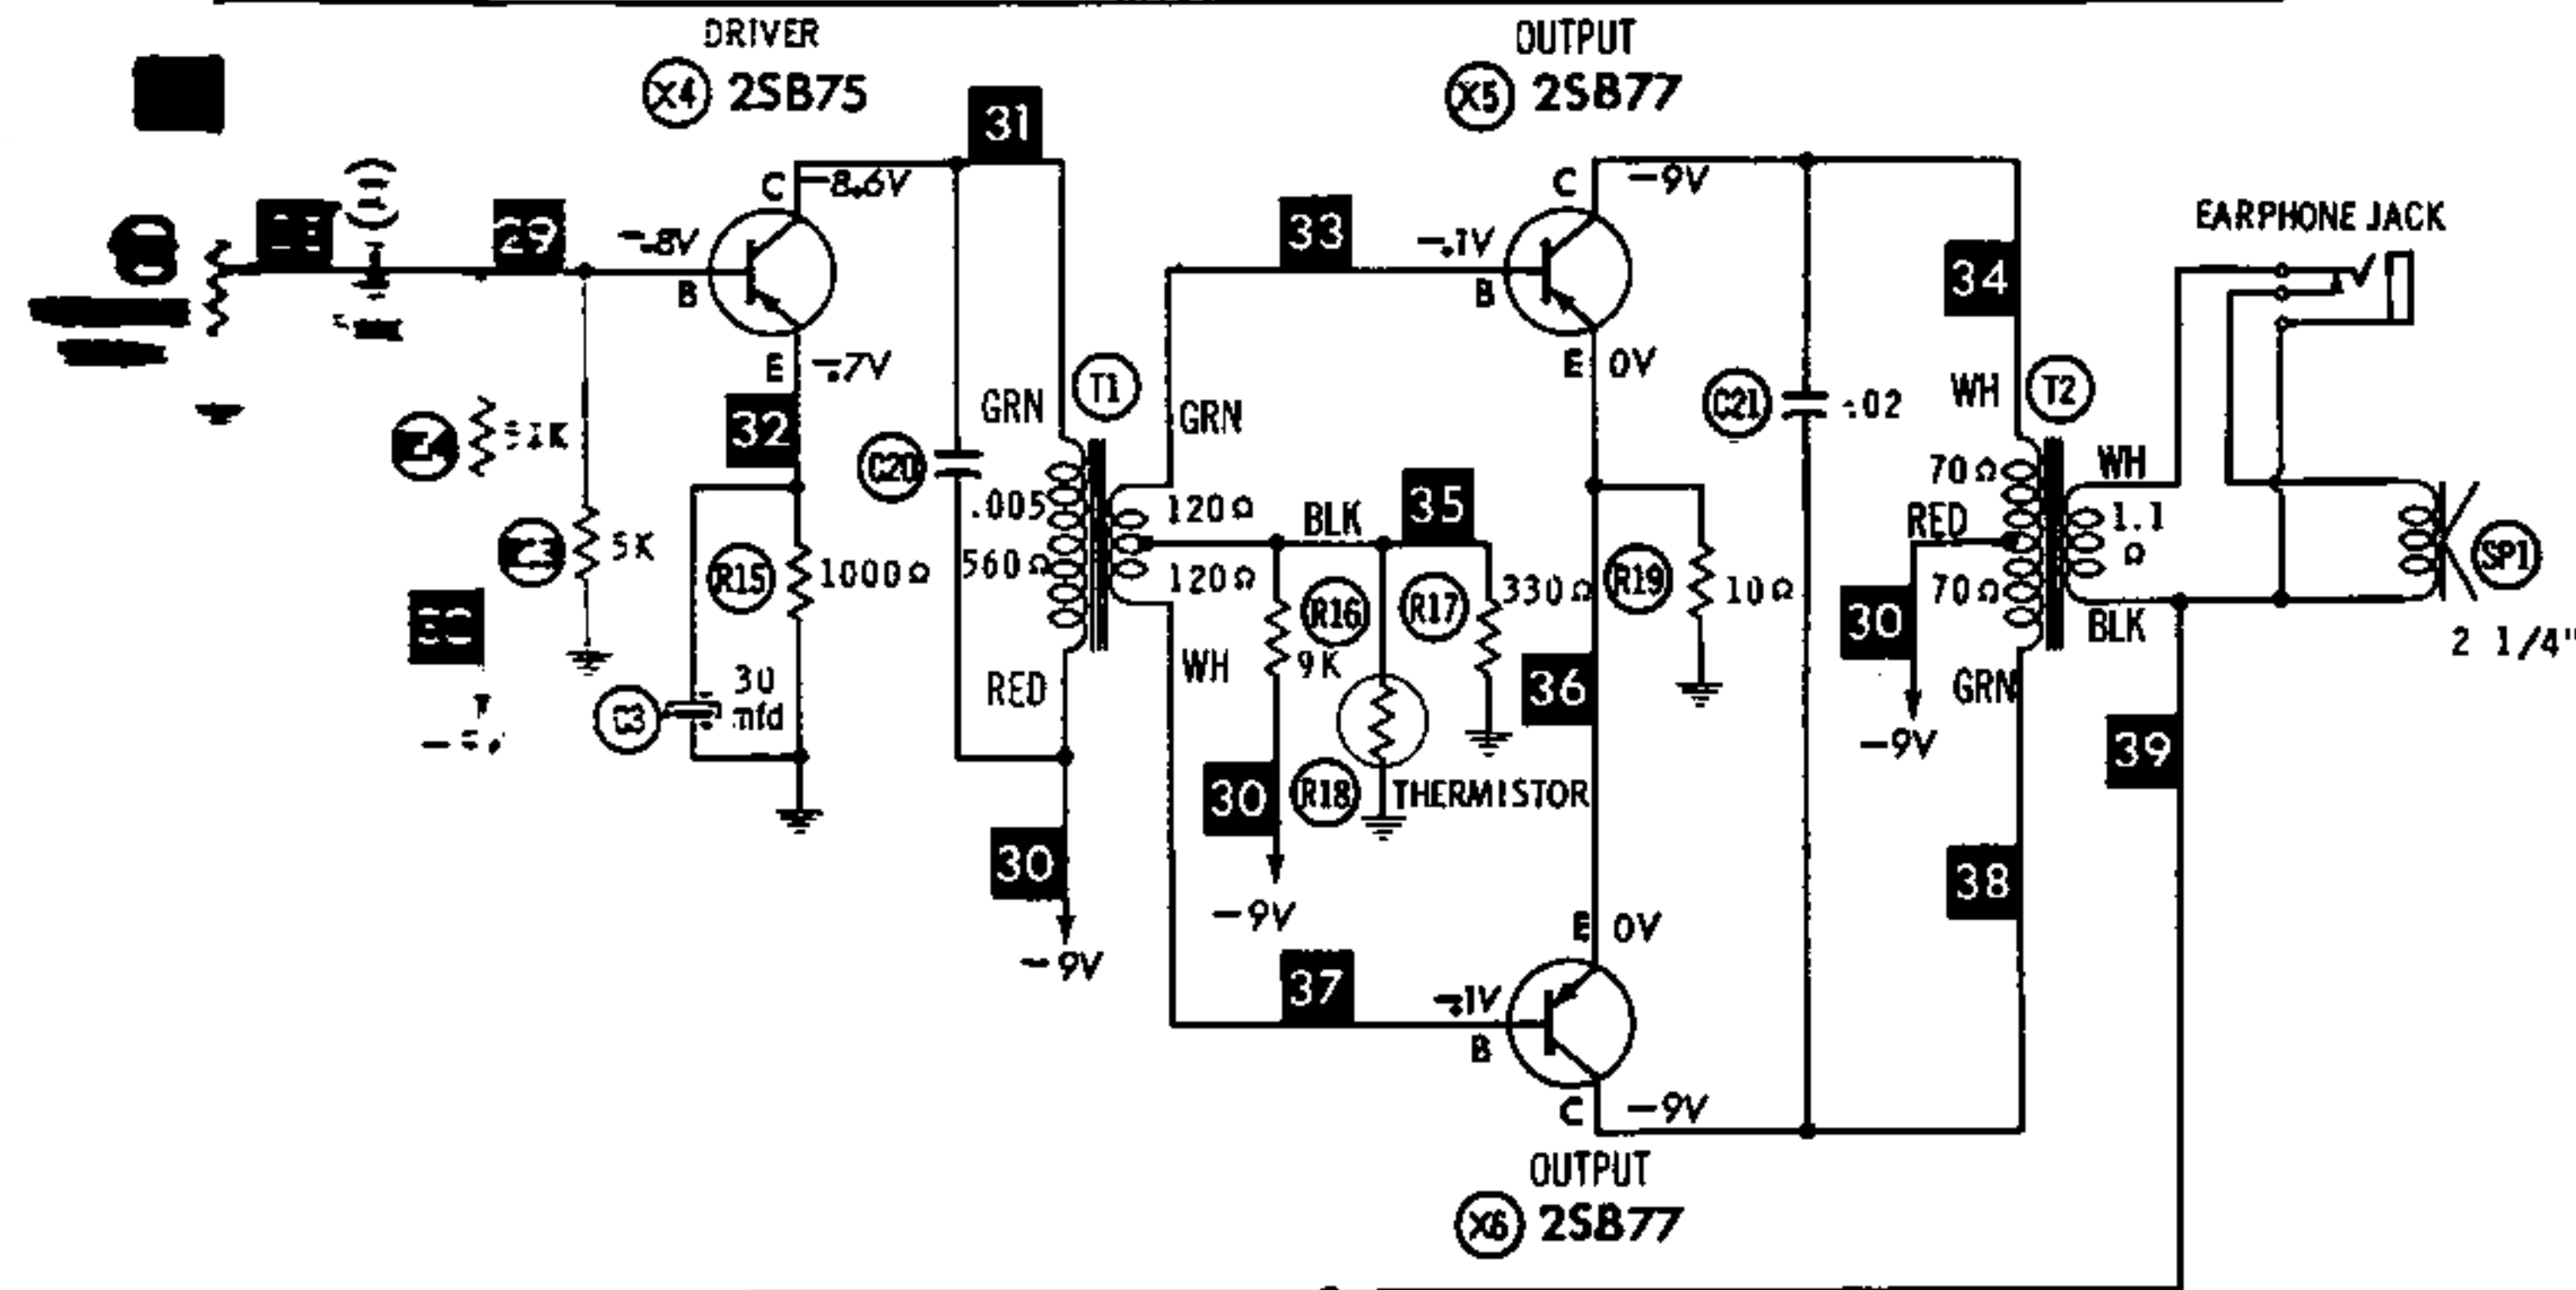 DRIVER
X4 2SB75
OUTPUT
X5 2SB77
31
C
-8.6V
29
-.8V
B
E
-.7V
32
33
C
-9V
-.1V
B
E 0V
34
EARPHONE JACK
GRN
T1
GRN
C20
.005
560Ω
120Ω
120Ω
BLK
35
C21
.02
WH
T2
70Ω
RED
70Ω
WH
1.1
Ω
BLK
SP1
2 1/4"
5K
R15
1000Ω
C3
30
mfd
RED
WH
R16
9K
R17
330Ω
R19
10Ω
36
30
-9V
GRN
39
30
-9V
30
-9V
R18
THERMISTOR
38
E 0V
37
-.1V
B
C
-9V
OUTPUT
X6 2SB77